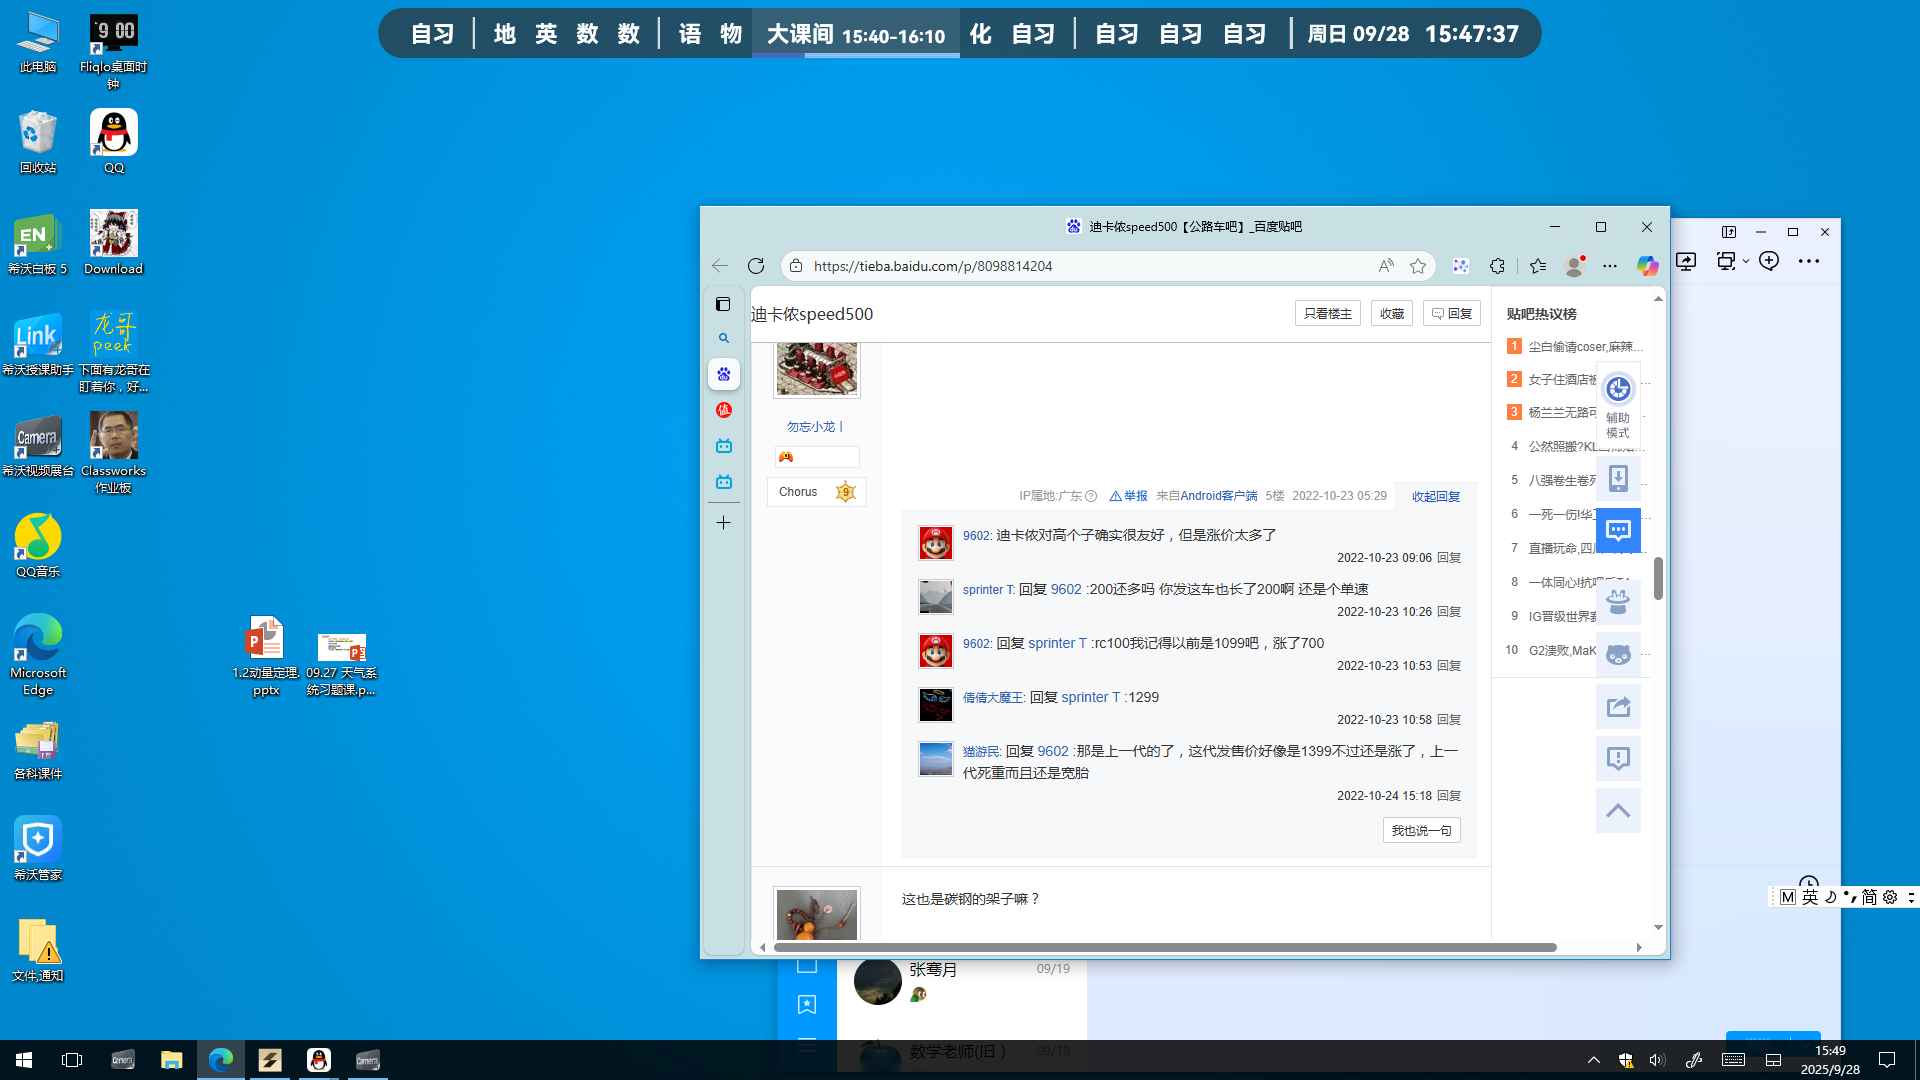 自习 | 地 英 数 数 | 语 物 大课间 15:40-16:10 化 自习 | 自习 自习 自习 | 周日 09/28 15:47:37
此电脑
Fliqlo桌面时
钟
回收站
QQ
EN
希沃白板 5
Download
Link
希沃授课助手
龙哥
peek
下面有龙哥在
盯着你，好...
Camera
希沃视频展台
Classworks
作业板
QQ音乐
Microsoft
Edge
1.2动量定理.
pptx
09.27 天气系
统习题课.p...
各科课件
希沃管家
文件,通知
迪卡侬speed500【公路车吧】_百度贴吧
https://tieba.baidu.com/p/8098814204
迪卡侬speed500
只看楼主
收藏
回复
勿忘小龙丨
Chorus 9
IP属地:广东 举报 来自Android客户端 5楼 2022-10-23 05:29 收起回复
9602: 迪卡侬对高个子确实很友好，但是涨价太多了
2022-10-23 09:06 回复
sprinter T: 回复 9602 :200还多吗 你发这车也长了200啊 还是个单速
2022-10-23 10:26 回复
9602: 回复 sprinter T :rc100我记得以前是1099吧，涨了700
2022-10-23 10:53 回复
倩倩大魔王: 回复 sprinter T :1299
2022-10-23 10:58 回复
猫游民: 回复 9602 :那是上一代的了，这代发售价好像是1399不过还是涨了，上一
代死重而且还是宽胎
2022-10-24 15:18 回复
我也说一句
这也是碳钢的架子嘛？
贴吧热议榜
1 尘白偷请coser,麻辣...
2 女子住酒店被...
3 杨兰兰无路可...
4 公然照搬?KL
5 八强卷生卷死...
6 一死一伤!华...
7 直播玩命,四川...
8 一体同心!抗
9 IG晋级世界赛
10 G2溃败,MaK...
辅助
模式
张骞月
09/19
数学老师(旧)
09/18
M 英 简
15:49
2025/9/28